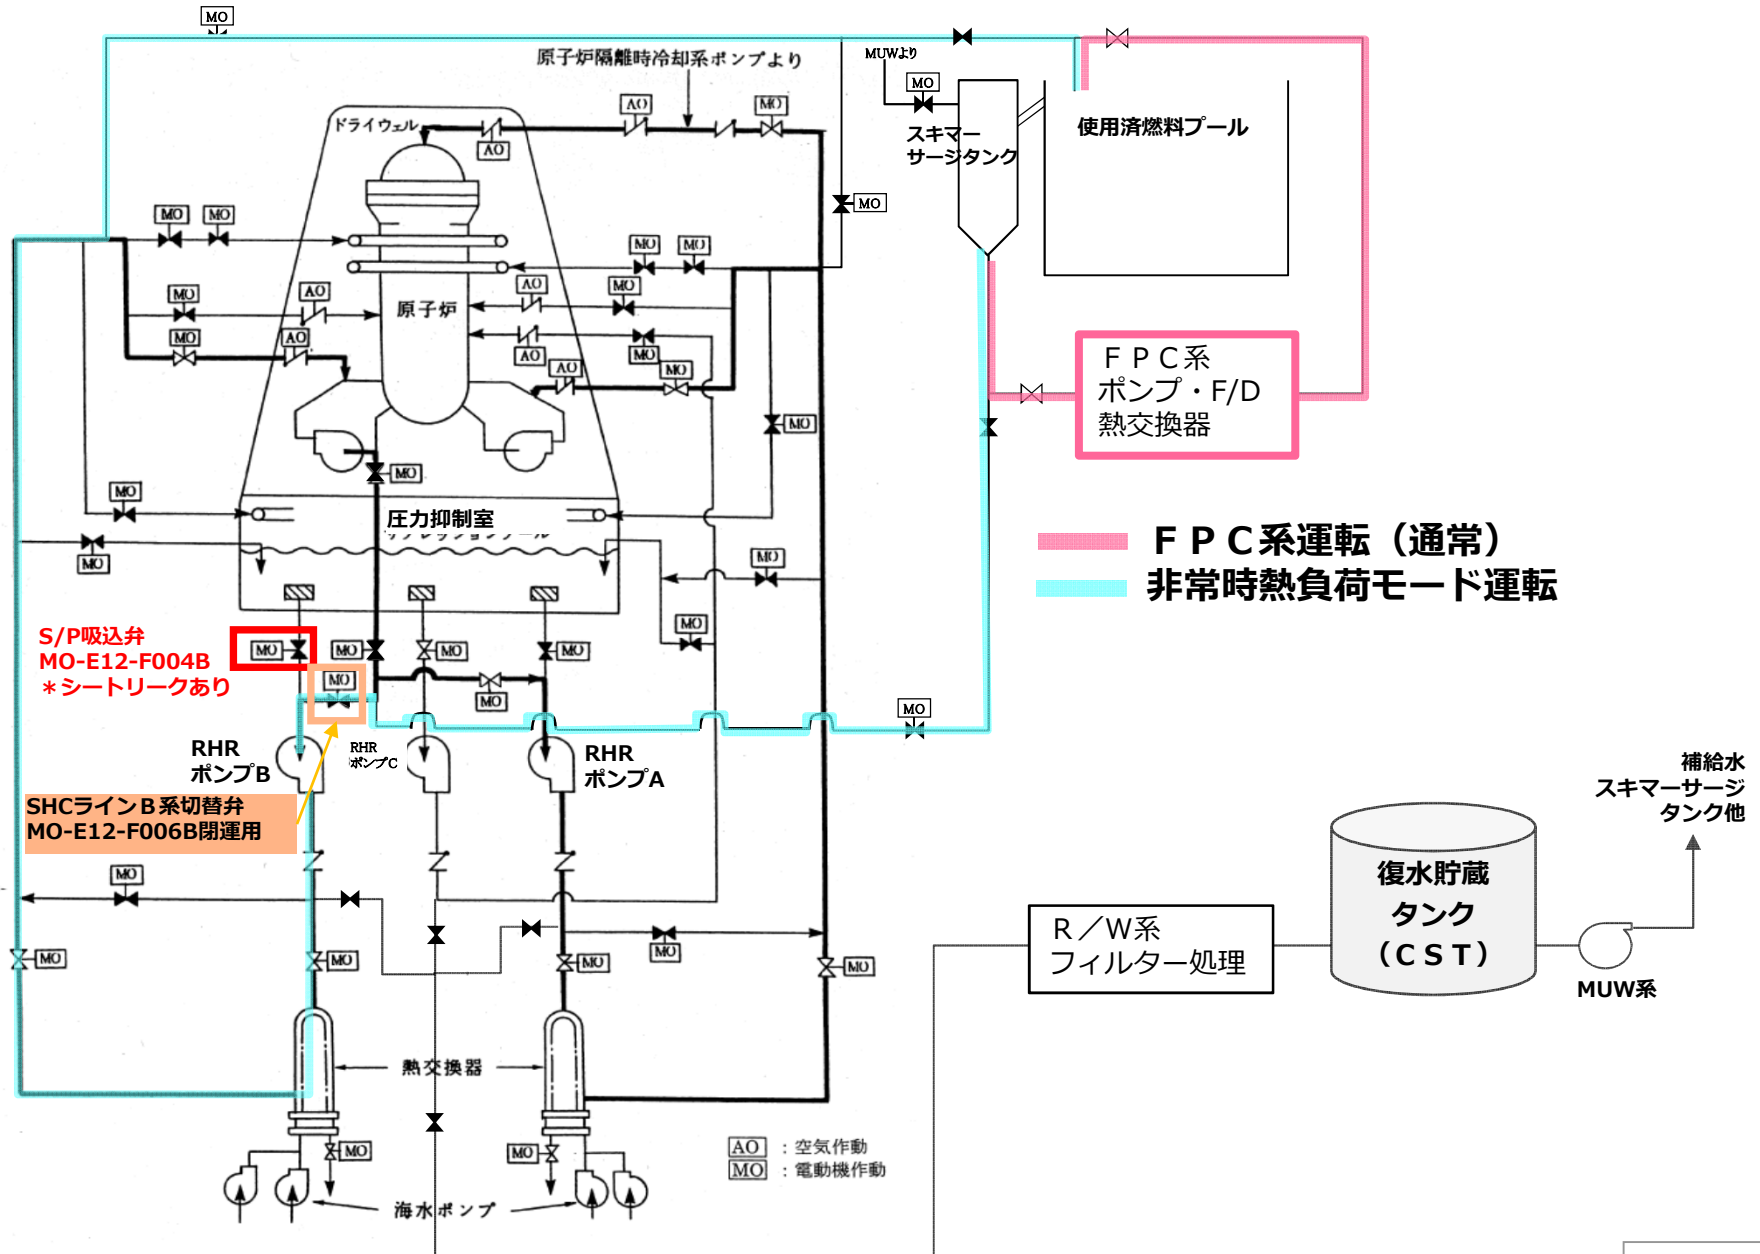 MO
原子炉隔離時冷却系ポンプより
MUWより
MO
AO
MO
ドライウェル
AO
スキマー
サージタンク
使用済燃料プール
MO
MO
MO
MO
MO
MO
AO
MO
MO
AO
原子炉
MO
AO
AO
MO
AO
MO
FPC系
ポンプ・F/D
熱交換器
MO
MO
MO
圧力抑制室
サプレッションプール
FPC系運転(通常)
非常時熱負荷モード運転
MO
MO
MO
S/P吸込弁
MO-E12-F004B
*シートリークあり
MO
MO
MO
MO
MO
MO
MO
RHR
ポンプB
RHR
ポンプC
RHR
ポンプA
補給水
スキマーサージ
タンク他
SHCラインB系切替弁
MO-E12-F006B閉運用
MO
復水貯蔵
タンク
(CST)
R/W系
フィルター処理
MUW系
MO
MO
MO
MO
MO
熱交換器
MO
MO
AO :空気作動
MO :電動機作動
海水ポンプ